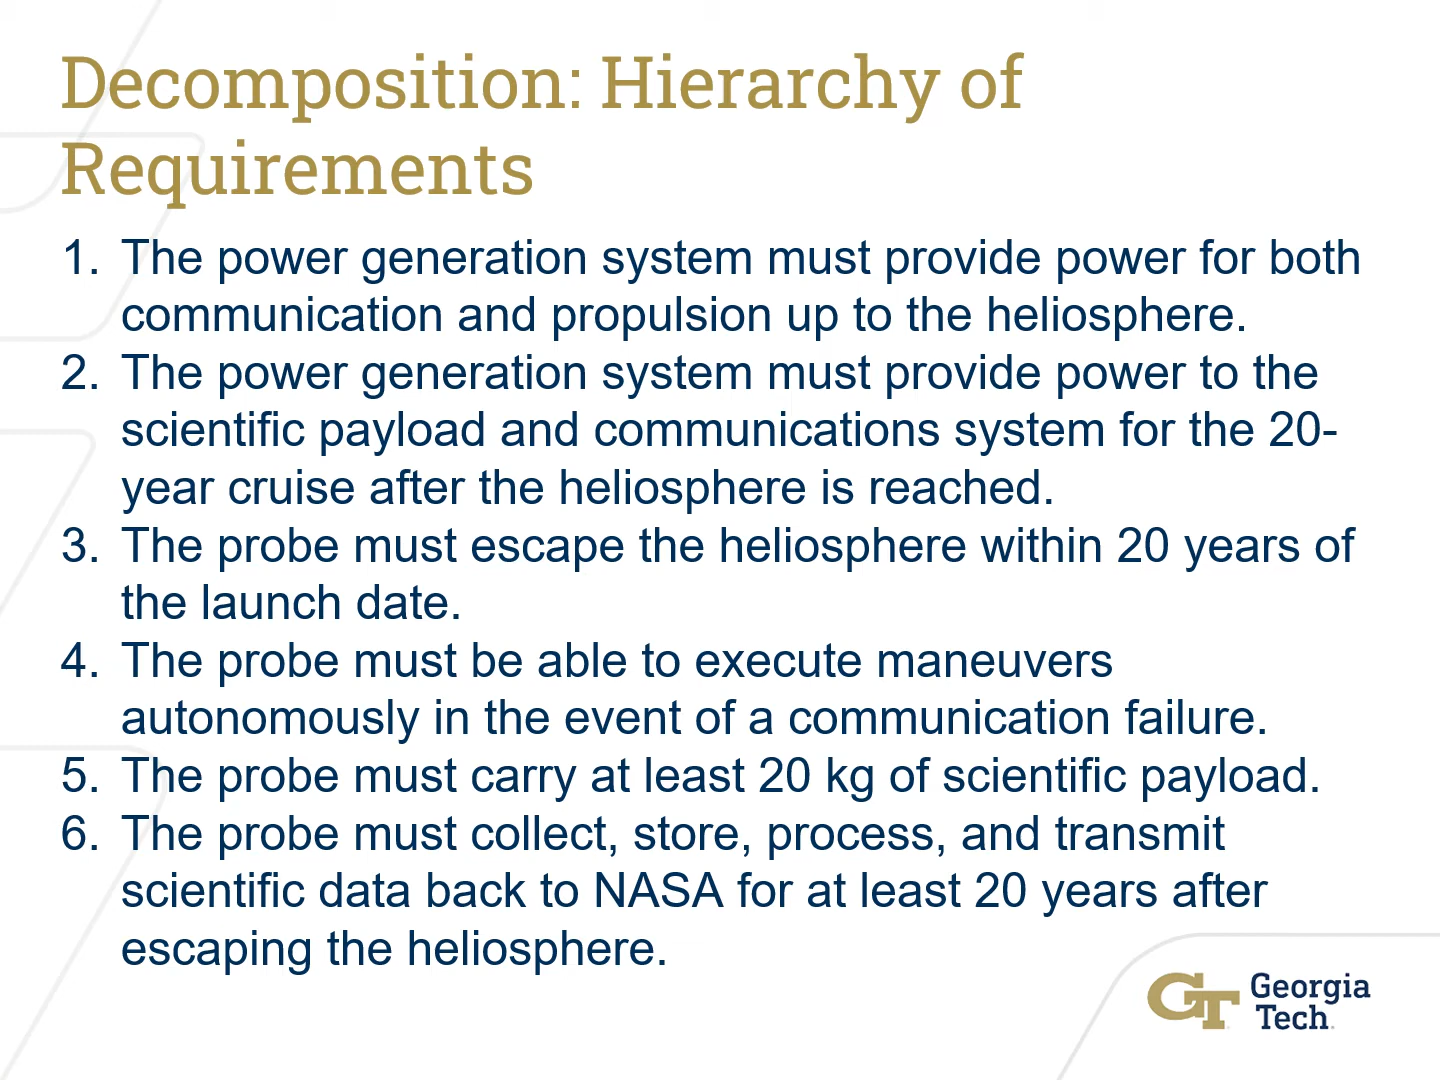 Decomposition: Hierarchy of
Requirements
1. The power generation system must provide power for both
communication and propulsion up to the heliosphere.
2. The power generation system must provide power to the
scientific payload and communications system for the 20-
year cruise after the heliosphere is reached.
3. The probe must escape the heliosphere within 20 years of
the launch date.
4. The probe must be able to execute maneuvers
autonomously in the event of a communication failure.
5. The probe must carry at least 20 kg of scientific payload.
6. The probe must collect, store, process, and transmit
scientific data back to NASA for at least 20 years after
escaping the heliosphere.
GT Georgia
Tech